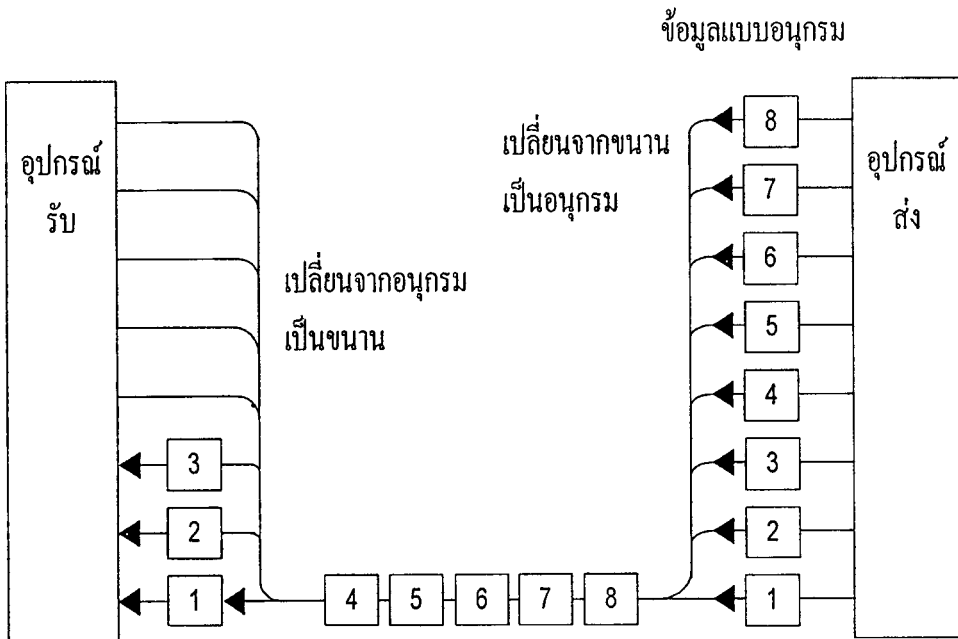 ข้อมูลแบบอนุกรม
อุปกรณ์
รับ
เปลี่ยนจากอนุกรม
เป็นขนาน
3
2
1
4 5 6 7 8
เปลี่ยนจากขนาน
เป็นอนุกรม
8
7
6
5
4
3
2
1
อุปกรณ์
ส่ง